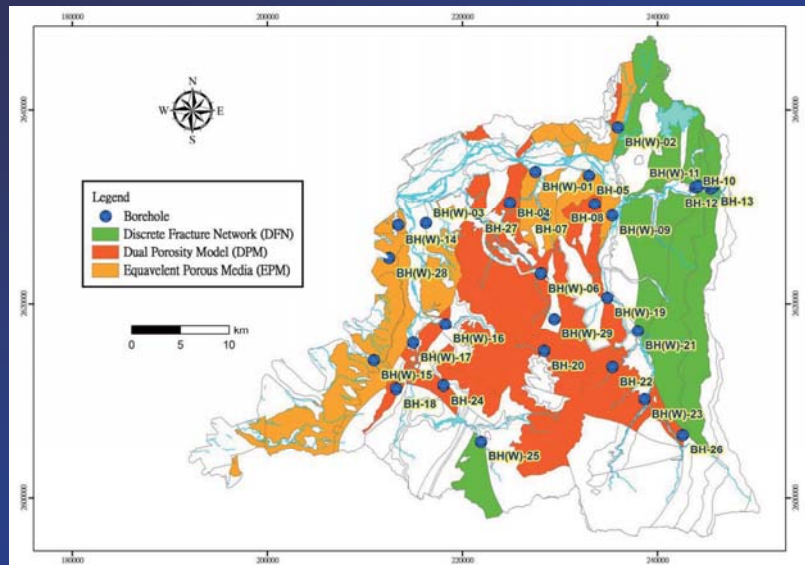 180000
200000
220000
240000
2640000
2640000
N
W E
S
BH(W)-02
BH(W)-11
BH-10
BH(W)-01
BH-05
BH-12
BH-13
Legend
Borehole
Discrete Fracture Network (DFN)
Dual Porosity Model (DPM)
Equavelent Porous Media (EPM)
BH(W)-03
BH-04
BH-08
BH-27
BH-07
BH(W)-09
BH(W)-14
BH(W)-28
BH(W)-06
2620000
2620000
BH(W)-19
0 5 10
km
BH(W)-16
BH(W)-29
BH(W)-21
BH(W)-17
BH-20
BH(W)-15
BH-22
BH-18
BH-24
BH(W)-23
BH(W)-25
BH-26
2600000
2600000
180000
200000
220000
240000